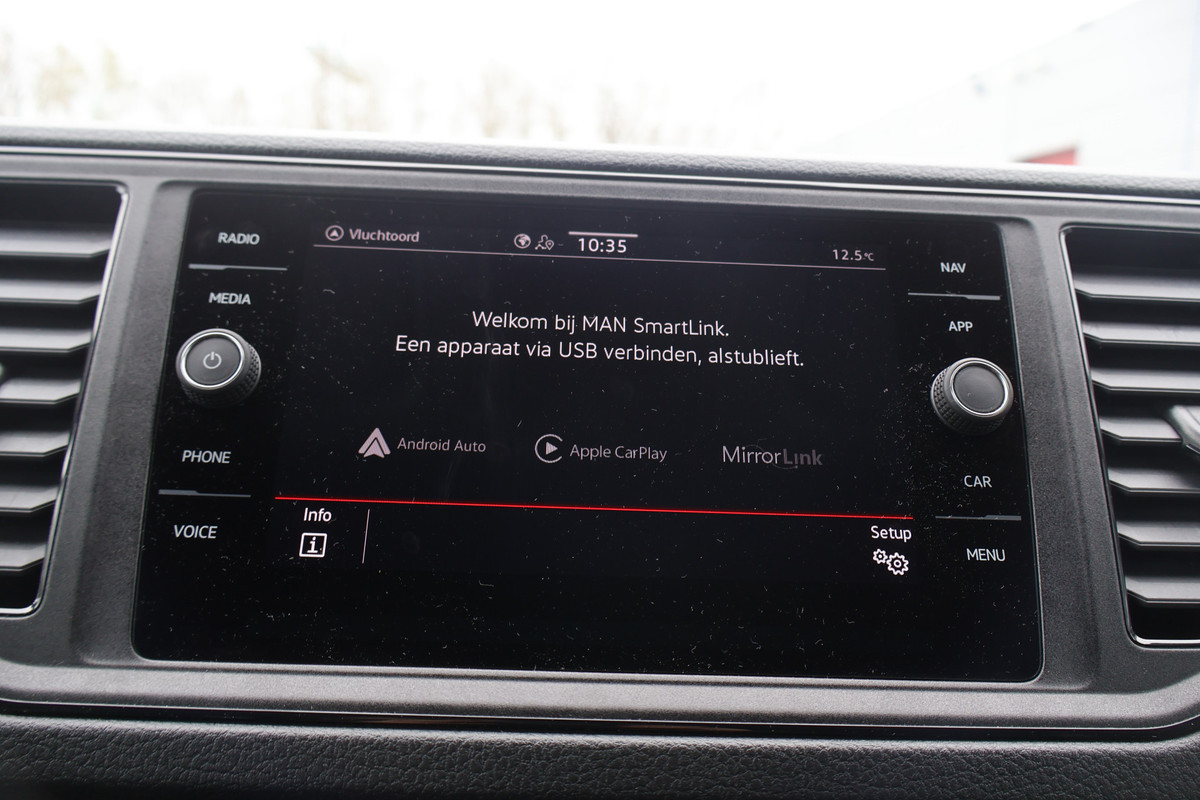 RADIO
MEDIA
PHONE
VOICE
Vluchtoord
10:35
12.5°C
Welkom bij MAN SmartLink.
Een apparaat via USB verbinden, alstublieft.
Android Auto
Apple CarPlay
MirrorLink
Info
Setup
NAV
APP
CAR
MENU